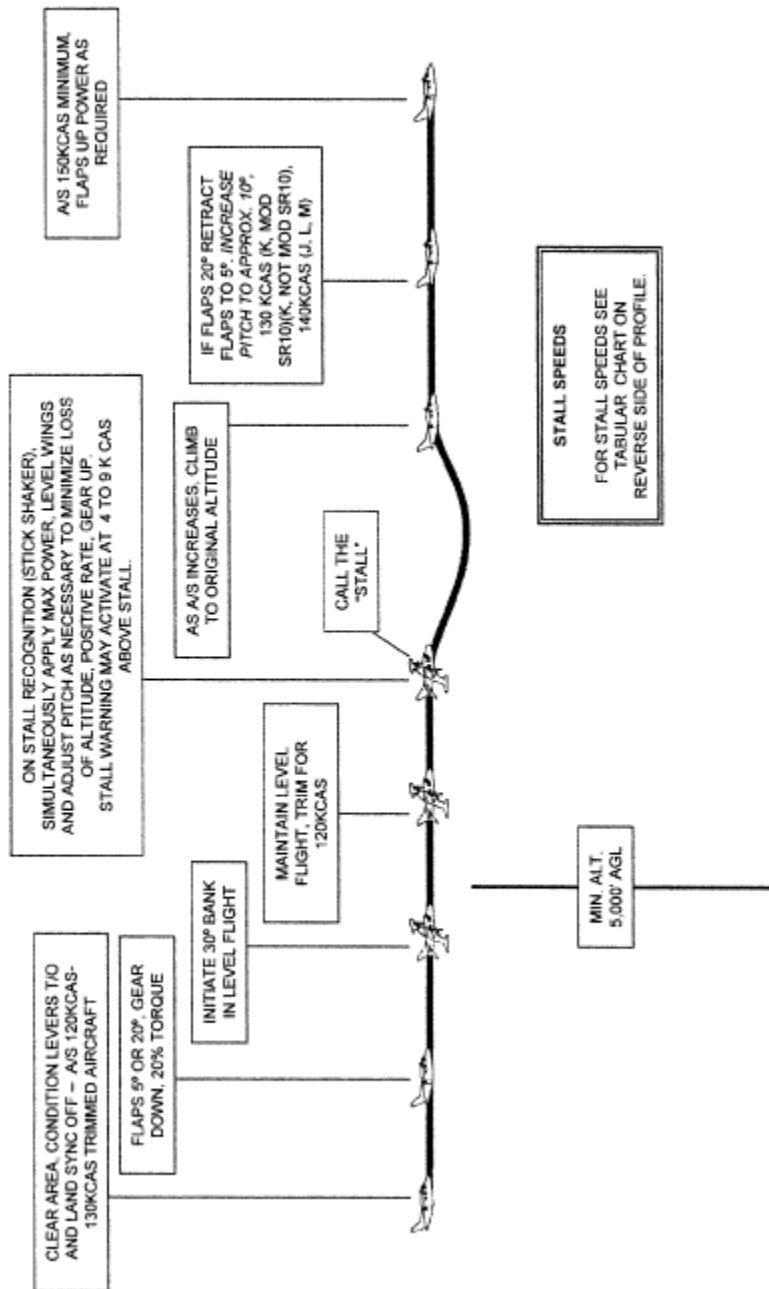 CLEAR AREA, CONDITION LEVERS T/O
AND LAND SYNC OFF – A/S 120KCAS-
130KCAS TRIMMED AIRCRAFT
FLAPS 5º OR 20º, GEAR
DOWN, 20% TORQUE
INITIATE 30º BANK
IN LEVEL FLIGHT
MAINTAIN LEVEL
FLIGHT, TRIM FOR
120KCAS
ON STALL RECOGNITION (STICK SHAKER),
SIMULTANEOUSLY APPLY MAX POWER, LEVEL WINGS
AND ADJUST PITCH AS NECESSARY TO MINIMIZE LOSS
OF ALTITUDE, POSITIVE RATE, GEAR UP.
STALL WARNING MAY ACTIVATE AT 4 TO 9 K CAS
ABOVE STALL.
CALL THE
"STALL"
AS A/S INCREASES, CLIMB
TO ORIGINAL ALTITUDE
IF FLAPS 20º RETRACT
FLAPS TO 5º. INCREASE
PITCH TO APPROX. 10º,
130 KCAS (K, MOD
SR10)(K, NOT MOD SR10),
140KCAS (J, L, M)
A/S 150KCAS MINIMUM,
FLAPS UP POWER AS
REQUIRED
MIN. ALT.
5,000' AGL
STALL SPEEDS
FOR STALL SPEEDS SEE
TABULAR CHART ON
REVERSE SIDE OF PROFILE.